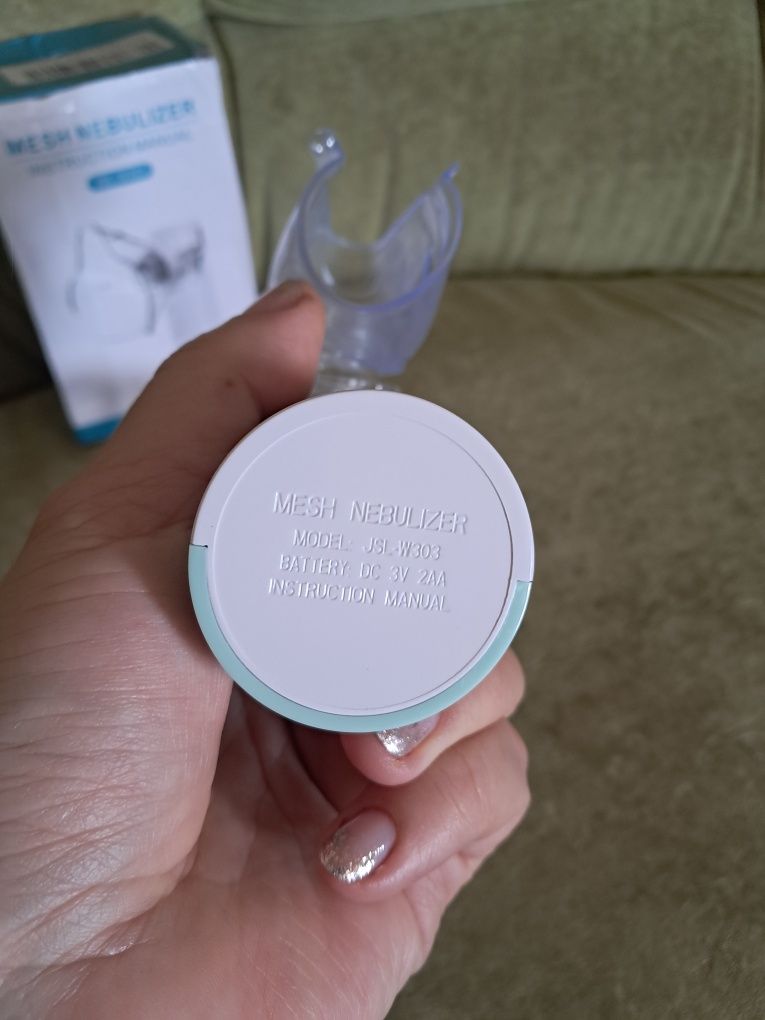 MESH NEBULIZER
INSTRUCTION MANUAL
MESH NEBULIZER
MODEL: JSL-W303
BATTERY: DC 3V 2AA
INSTRUCTION MANUAL